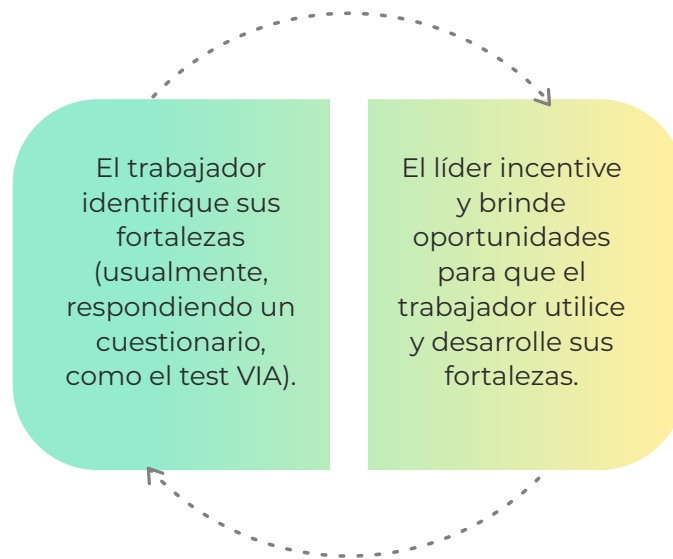 El trabajador
identifique sus
fortalezas
(usualmente,
respondiendo un
cuestionario,
como el test VIA).
El líder incentive
y brinde
oportunidades
para que el
trabajador utilice
y desarrolle sus
fortalezas.